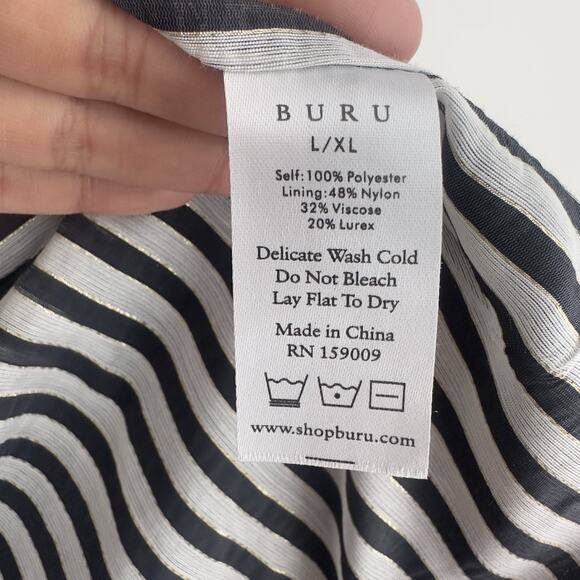 BURU
L/XL
Self:100% Polyester
Lining:48% Nylon
32% Viscose
20% Lurex
Delicate Wash Cold
Do Not Bleach
Lay Flat To Dry
Made in China
RN 159009
www.shopburu.com